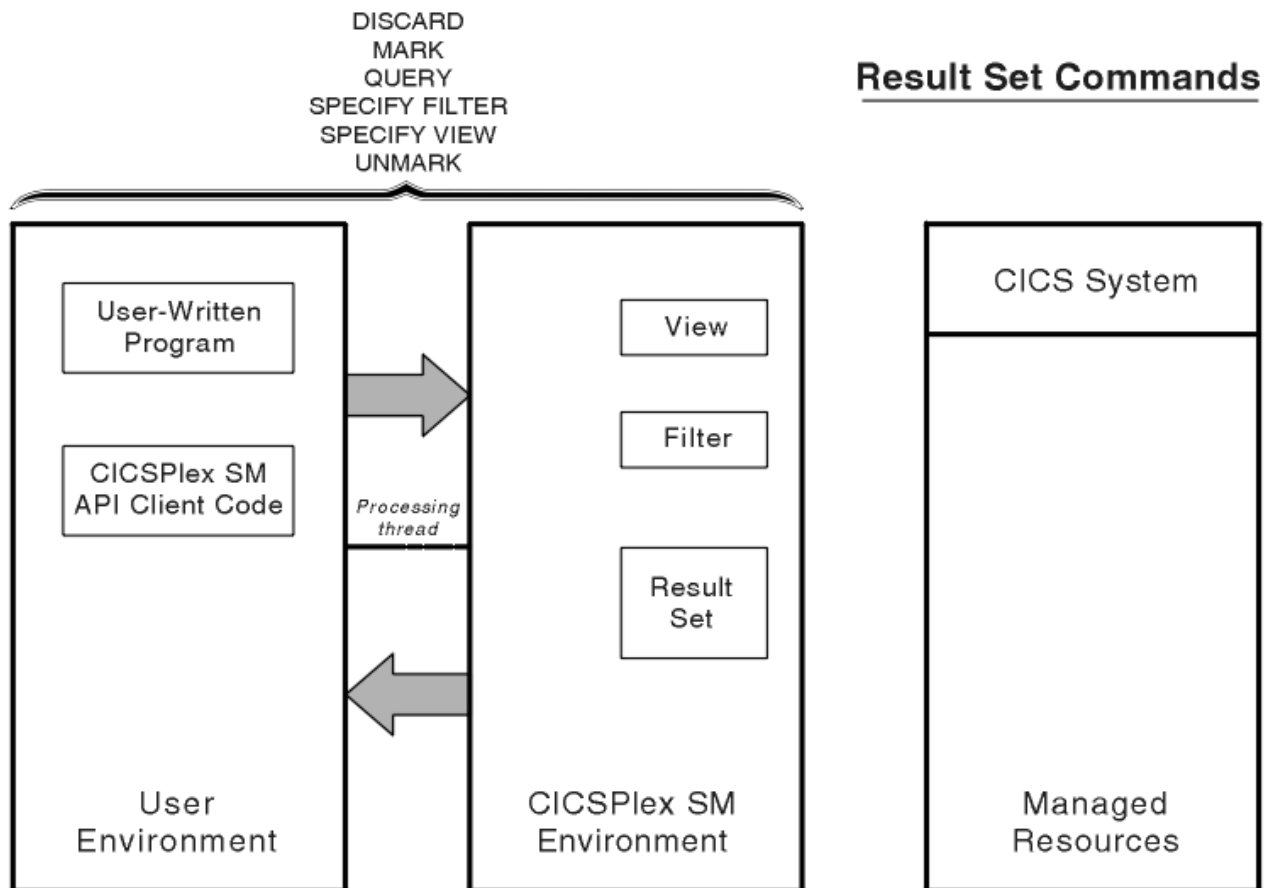 DISCARD
MARK
QUERY
SPECIFY FILTER
SPECIFY VIEW
UNMARK
Result Set Commands
User-Written
Program
CICSPlex SM
API Client Code
Processing
thread
User
Environment
View
Filter
Result
Set
CICSPlex SM
Environment
CICS System
Managed
Resources